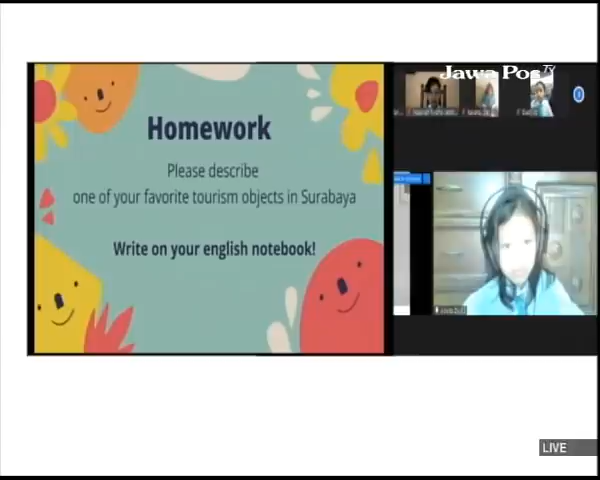 Jawa Pos TV
Homework
Please describe
one of your favorite tourism objects in Surabaya
Write on your english notebook!
LIVE